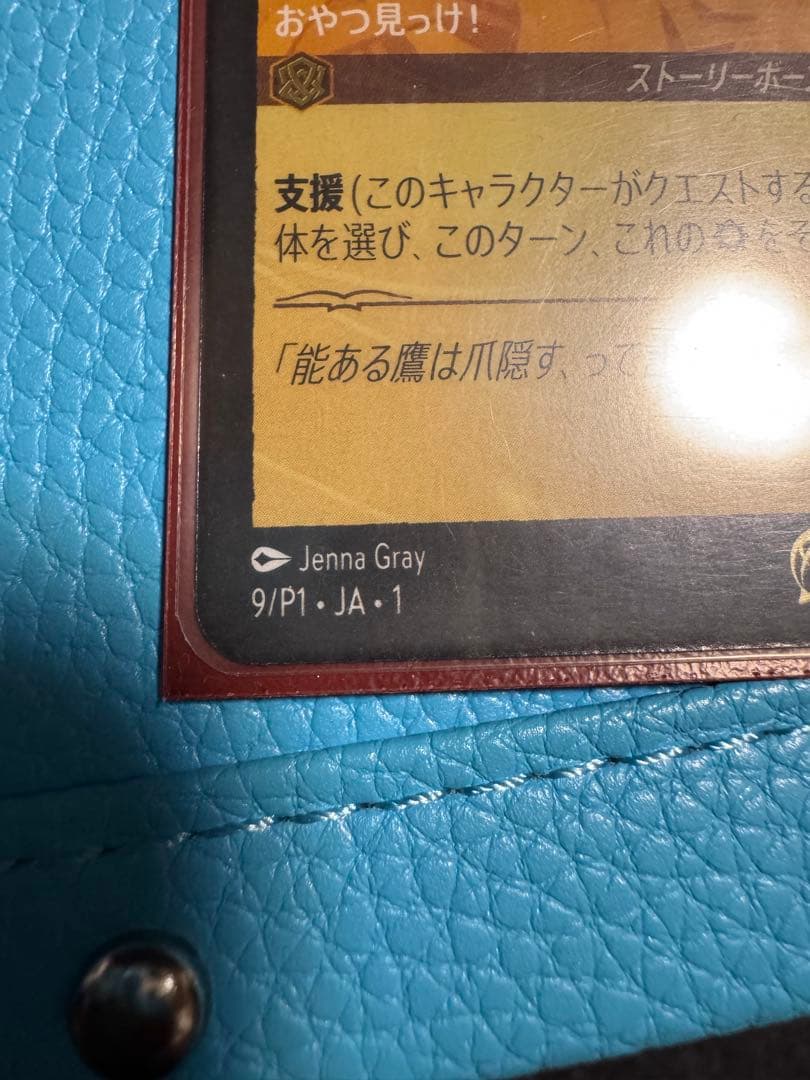 おやつ見っけ!
ストーリーボー
支援(このキャラクターがクエストする
体を選び、このターン、これの を
「能ある鷹は爪隠す、って
Jenna Gray
9/P1・JA・1